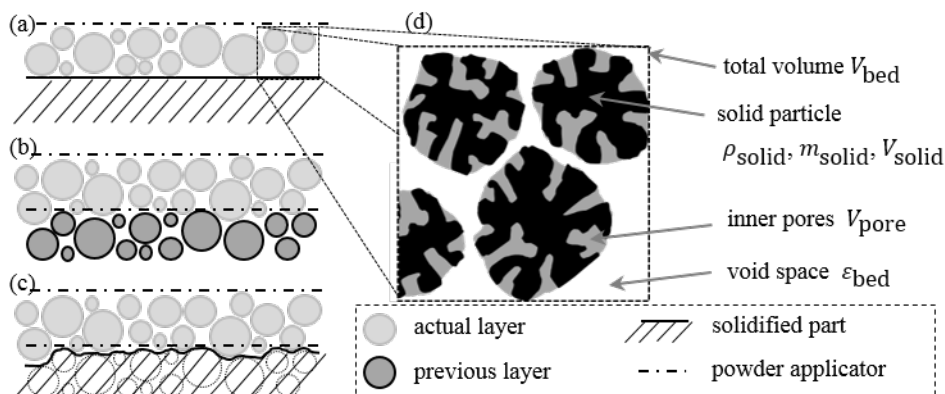 (a)
(b)
(c)
(d)
total volume V_bed
solid particle
ρ_solid, m_solid, V_solid
inner pores V_pore
void space ε_bed
actual layer
solidified part
previous layer
powder applicator